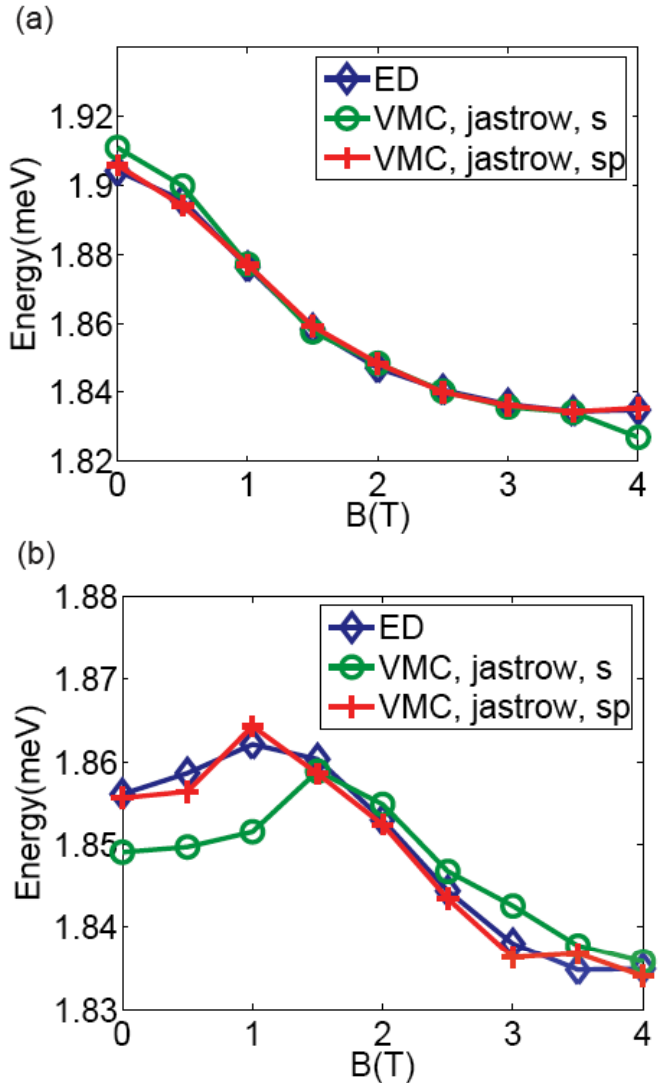 (a)
Energy(meV)
1.92
1.9
1.88
1.86
1.84
1.82
0 1 2 3 4
B(T)
ED
VMC, jastrow, s
VMC, jastrow, sp
(b)
Energy(meV)
1.88
1.87
1.86
1.85
1.84
1.83
0 1 2 3 4
B(T)
ED
VMC, jastrow, s
VMC, jastrow, sp